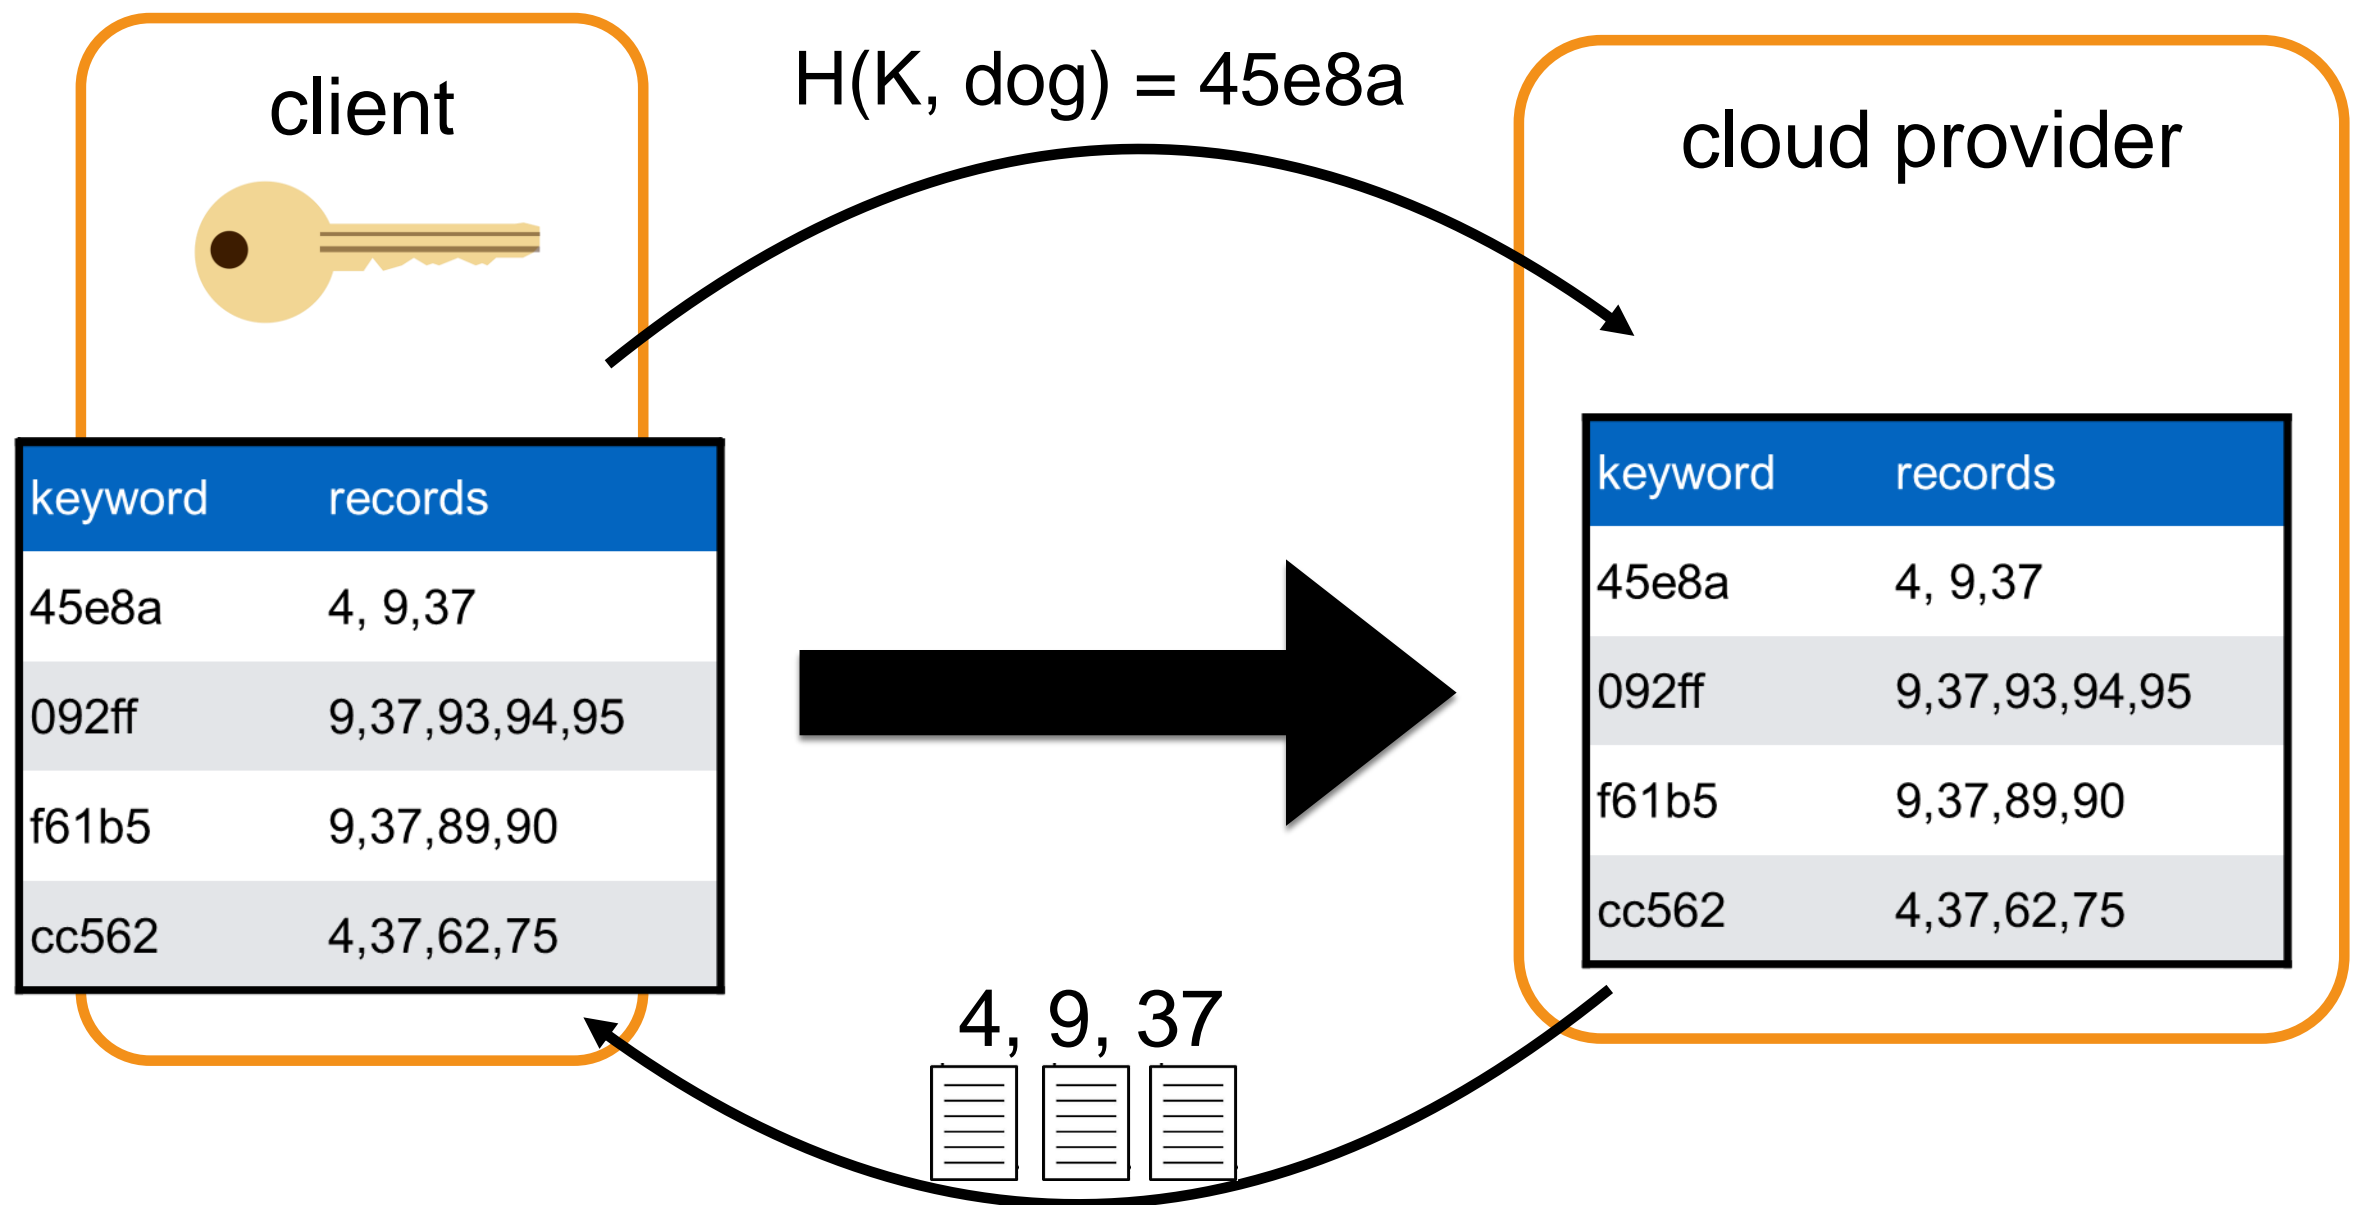 client
H(K, dog) = 45e8a
cloud provider
keyword records
45e8a 4, 9,37
092ff 9,37,93,94,95
f61b5 9,37,89,90
cc562 4,37,62,75
keyword records
45e8a 4, 9,37
092ff 9,37,93,94,95
f61b5 9,37,89,90
cc562 4,37,62,75
4, 9, 37